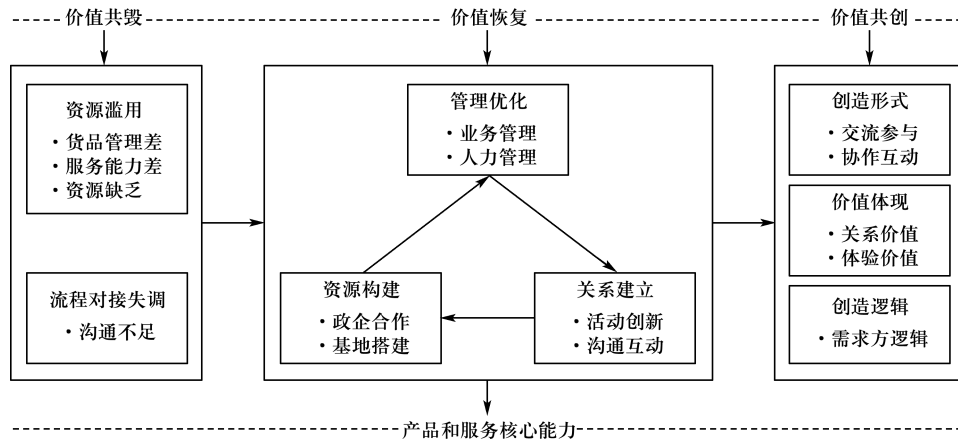 价值共毁
价值恢复
价值共创
资源滥用
• 货品管理差
• 服务能力差
• 资源缺乏
流程对接失调
• 沟通不足
管理优化
• 业务管理
• 人力管理
资源构建
• 政企合作
• 基地搭建
关系建立
• 活动创新
• 沟通互动
创造形式
• 交流参与
• 协作互动
价值体现
• 关系价值
• 体验价值
创造逻辑
• 需求方逻辑
产品和服务核心能力